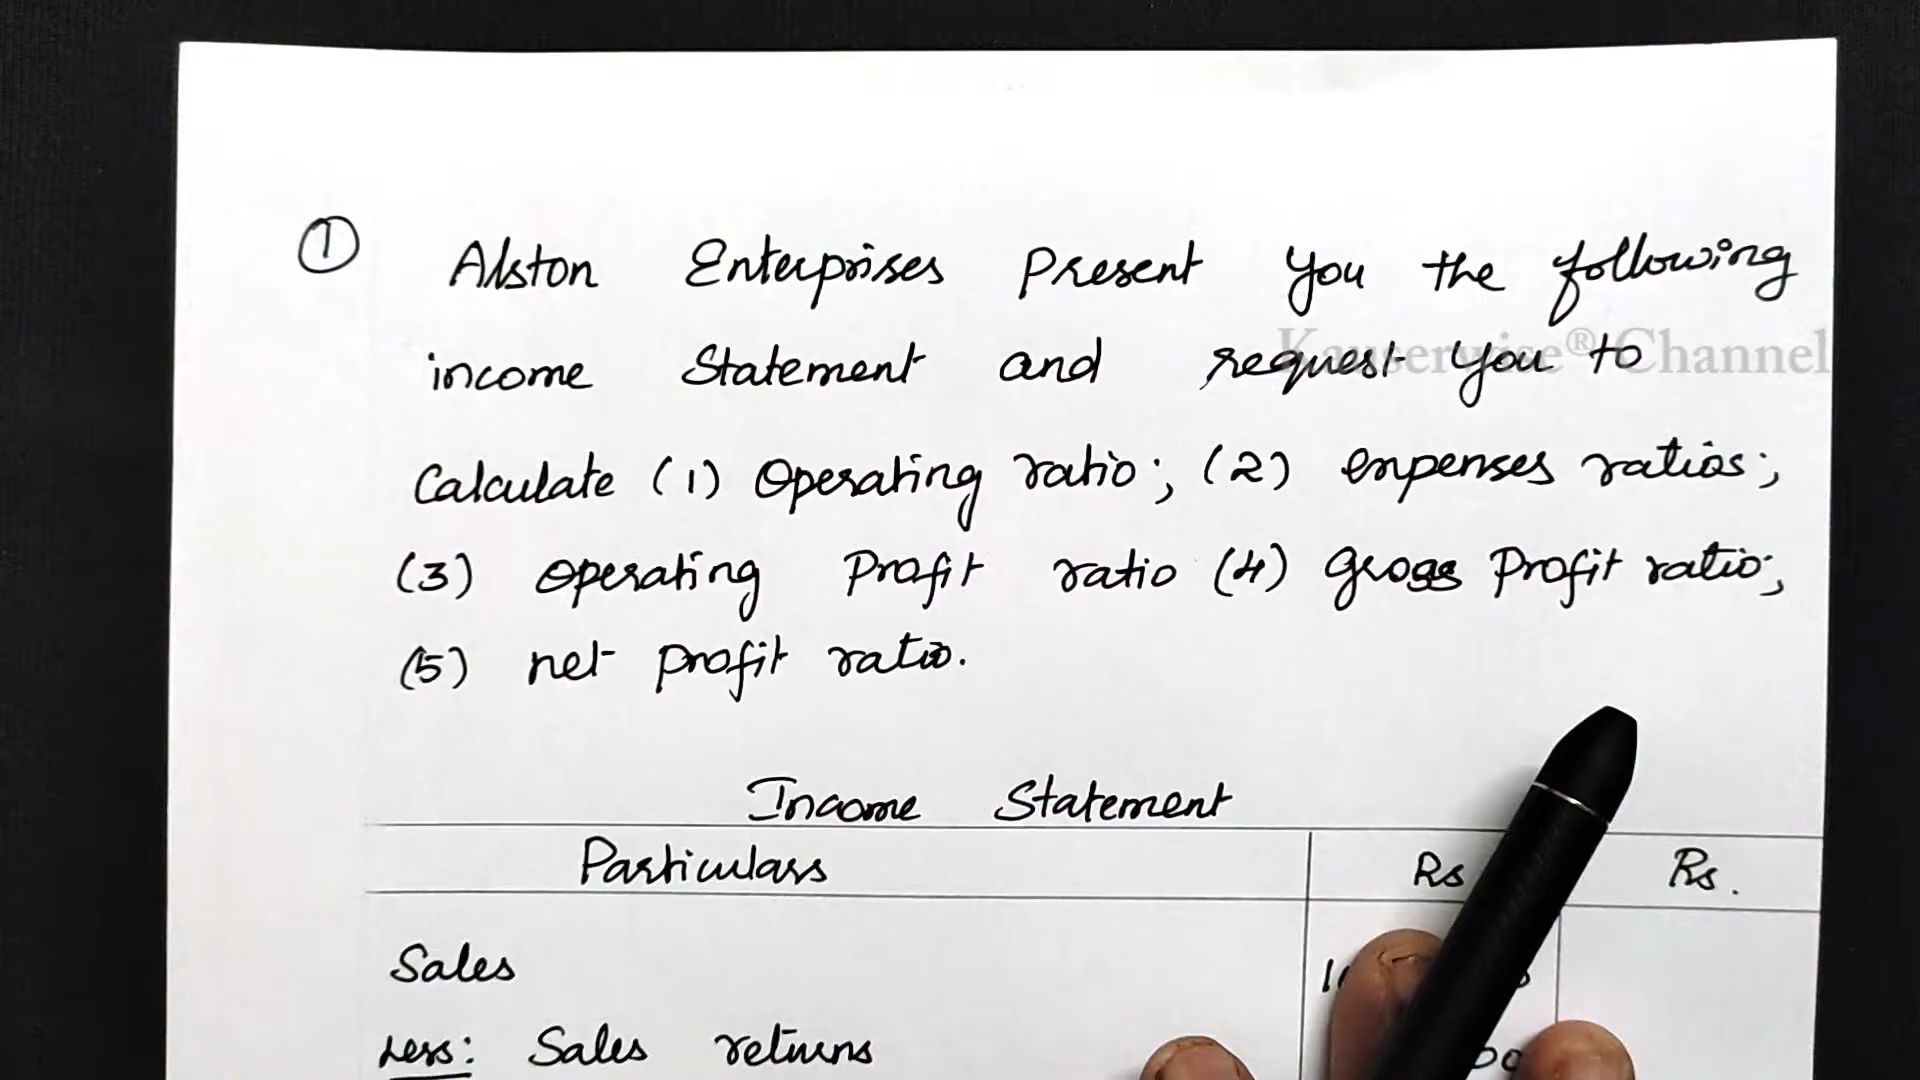 ①
Alston Enterprises Present You the following
income Statement and request You to
Kauserwise® Channel
Calculate (1) Operating ratio; (2) expenses ratios;
(3) Operating Profit ratio (4) gross Profit ratio;
(5) net profit ratio.
Income Statement
Particulars Rs Rs.
Sales
Less: Sales returns